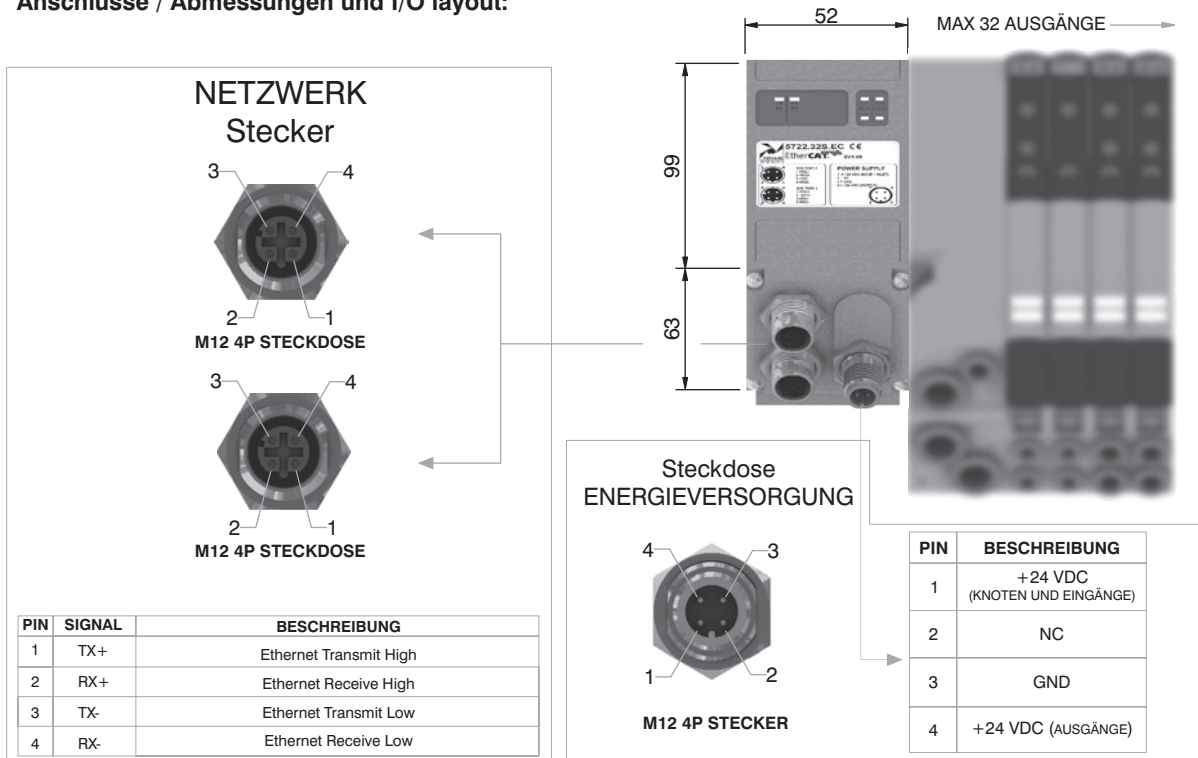 Anschlüsse / Abmessungen und I/O layout:
52
MAX 32 AUSGÄNGE
99
63
NETZWERK
Stecker
3
4
2
1
M12 4P STECKDOSE
3
4
2
1
M12 4P STECKDOSE
PIN SIGNAL BESCHREIBUNG
1 TX+ Ethernet Transmit High
2 RX+ Ethernet Receive High
3 TX- Ethernet Transmit Low
4 RX- Ethernet Receive Low
5722.32S.EC CE
EtherCAT
POWER SUPPLY
Steckdose
ENERGIEVERSORGUNG
4
3
1
2
M12 4P STECKER
PIN BESCHREIBUNG
1 +24 VDC
(KNOTEN UND EINGÄNGE)
2 NC
3 GND
4 +24 VDC (AUSGÄNGE)